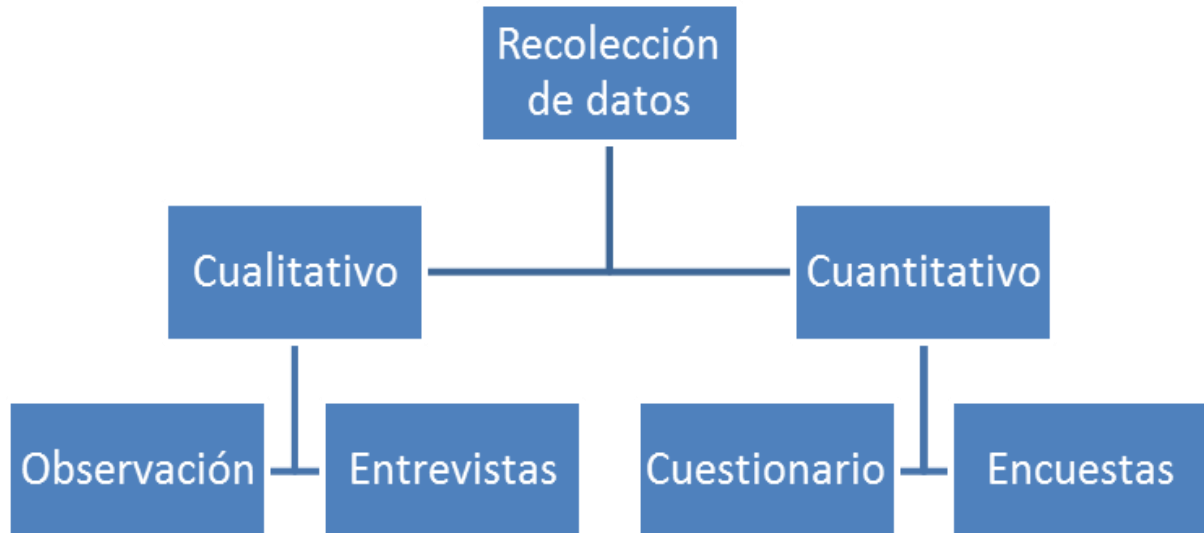 Recolección
de datos
Cualitativo
Cuantitativo
Observación
Entrevistas
Cuestionario
Encuestas